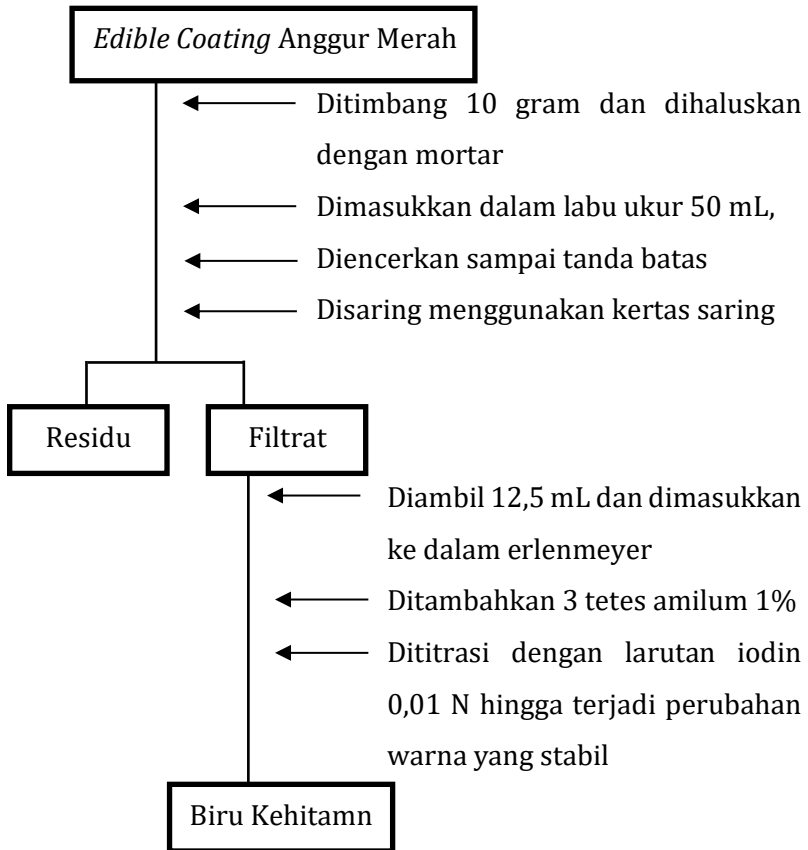 Edible Coating Anggur Merah
Ditimbang 10 gram dan dihaluskan
dengan mortar
Dimasukkan dalam labu ukur 50 mL,
Diencerkan sampai tanda batas
Disaring menggunakan kertas saring
Residu
Filtrat
Diambil 12,5 mL dan dimasukkan
ke dalam erlenmeyer
Ditambahkan 3 tetes amilum 1%
Dititrasi dengan larutan iodin
0,01 N hingga terjadi perubahan
warna yang stabil
Biru Kehitamn